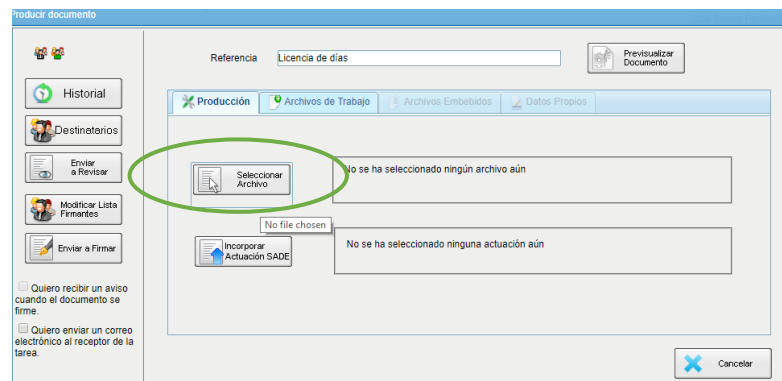 Producir documento
Referencia
Licencia de días
Previsualizar
Documento
Historial
Destinatarios
Enviar
a Revisar
Modificar Lista
Firmantes
Enviar a Firmar
Quiero recibir un aviso
cuando el documento se
firme.
Quiero enviar un correo
electrónico al receptor de la
tarea.
Producción
Archivos de Trabajo
Archivos Embebidos
Datos Propios
Seleccionar
Archivo
No se ha seleccionado ningún archivo aún
No file chosen
Incorporar
Actuación SADE
No se ha seleccionado ninguna actuación aún
Cancelar